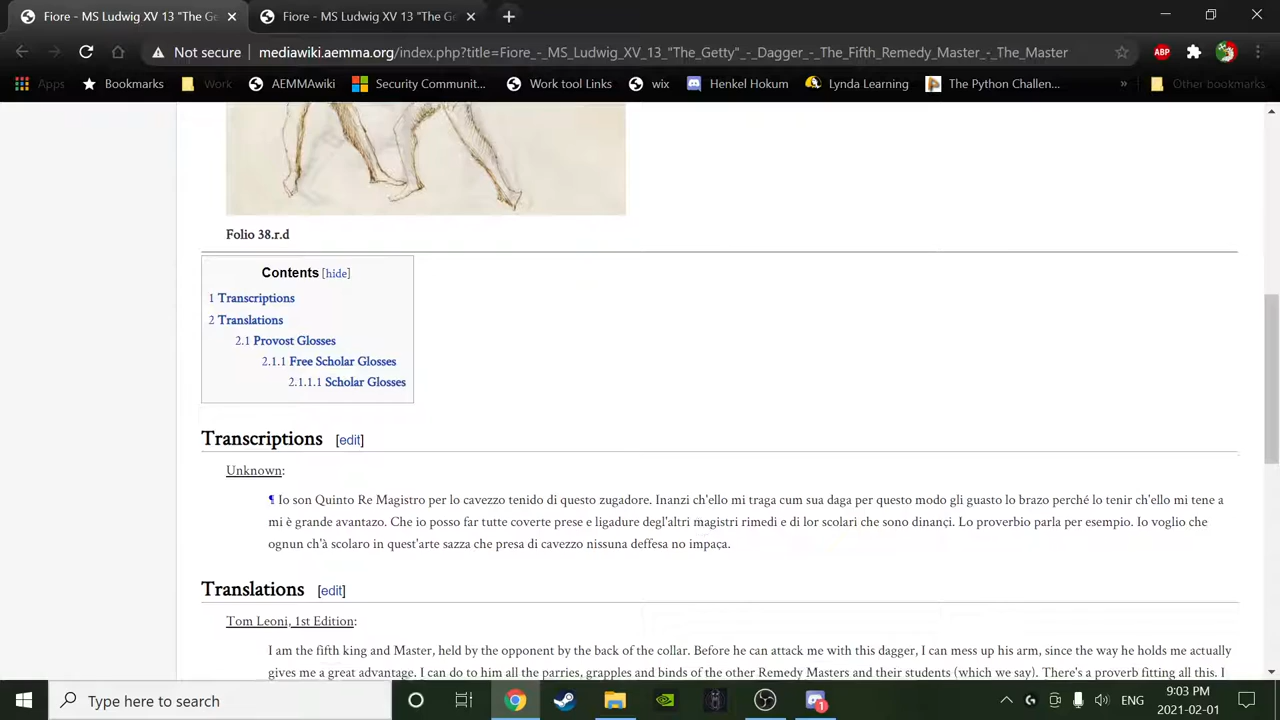 Fiore - MS Ludwig XV 13 "The Ge
Fiore - MS Ludwig XV 13 "The Get
Not secure
mediawiki.aemma.org/index.php?title=Fiore_-_MS_Ludwig_XV_13_"The_Getty"_-_Dagger_-_The_Fifth_Remedy_Master_-_The_Master
ABP
Apps
Bookmarks
Work
AEMMAwiki
Security Communit...
Work tool Links
wix
Henkel Hokum
Lynda Learning
The Python Challen...
»
Other bookmarks
Folio 38.r.d
Contents [hide]
1 Transcriptions
2 Translations
2.1 Provost Glosses
2.1.1 Free Scholar Glosses
2.1.1.1 Scholar Glosses
Transcriptions [edit]
Unknown:
¶ Io son Quinto Re Magistro per lo cavezzo tenido di questo zugadore. Inanzi ch'ello mi traga cum sua daga per questo modo gli guasto lo brazo perché lo tenir ch'ello mi tene a
mi è grande avantazo. Che io posso far tutte coverte prese e ligadure degl'altri magistri rimedi e di lor scolari che sono dinançi. Lo proverbio parla per esempio. Io voglio che
ognun ch'à scolaro in quest'arte sazza che presa di cavezzo nissuna deffesa no impaça.
Translations [edit]
Tom Leoni, 1st Edition:
I am the fifth king and Master, held by the opponent by the back of the collar. Before he can attack me with this dagger, I can mess up his arm, since the way he holds me actually
gives me a great advantage. I can do to him all the parries, grapples and binds of the other Remedy Masters and their students (which we say). There's a proverb fitting all this. I
Type here to search
1
ENG
9:03 PM
2021-02-01